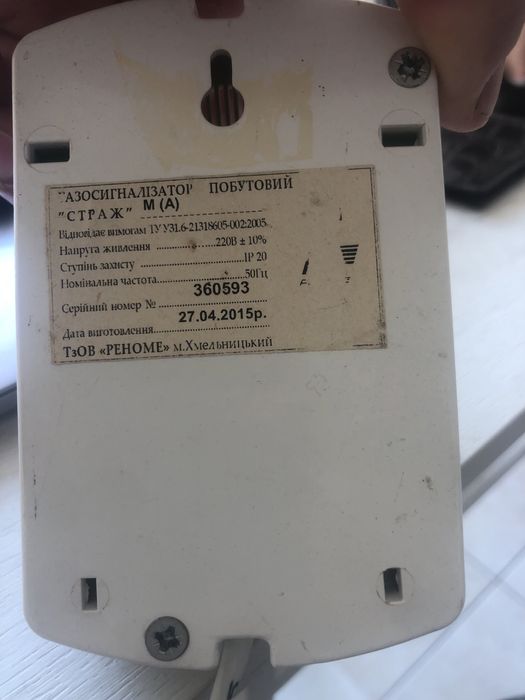 ГАЗОСИГНАЛІЗАТОР ПОБУТОВИЙ
"СТРАЖ" М (А)
Відповідає вимогам ТУ У31.6-21318605-002:2005
Напруга живлення 220В ± 10%
Ступінь захисту IP 20
Номінальна частота 50Гц
Серійний номер № 360593
Дата виготовлення 27.04.2015р.
ТзОВ «РЕНОМЕ» м.Хмельницький